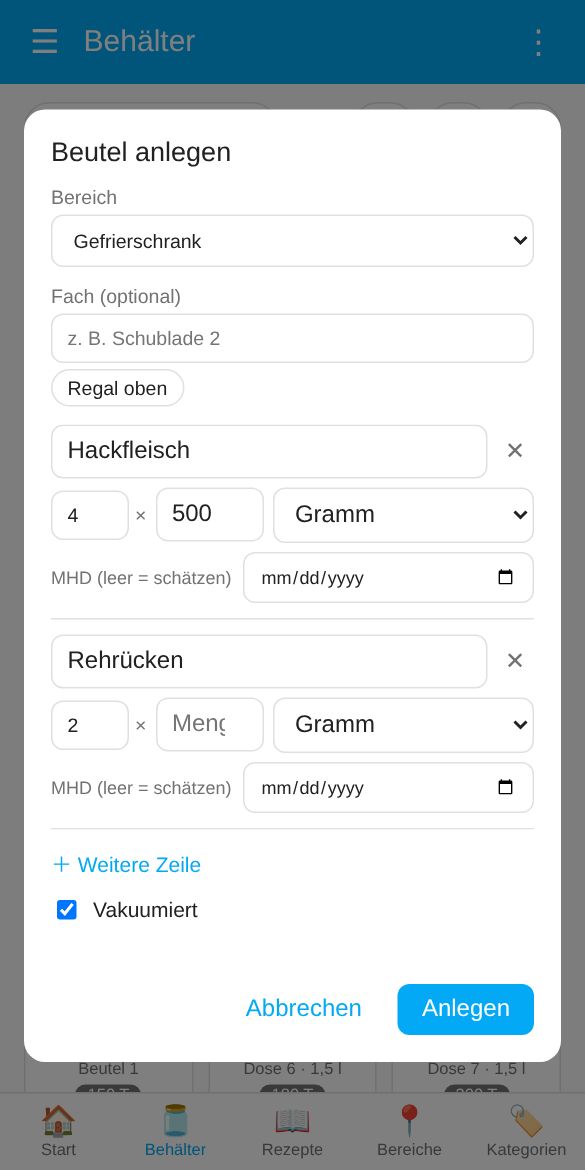 ☰ Behälter ⋮
Beutel anlegen
Bereich
Gefrierschrank
Fach (optional)
z. B. Schublade 2
Regal oben
Hackfleisch ✕
4 × 500 Gramm
MHD (leer = schätzen) mm/dd/yyyy
Rehrücken ✕
2 × Meng Gramm
MHD (leer = schätzen) mm/dd/yyyy
+ Weitere Zeile
Vakuumiert
Abbrechen Anlegen
Beutel 1 Dose 6 · 1,5 l Dose 7 · 1,5 l
Start Behälter Rezepte Bereiche Kategorien